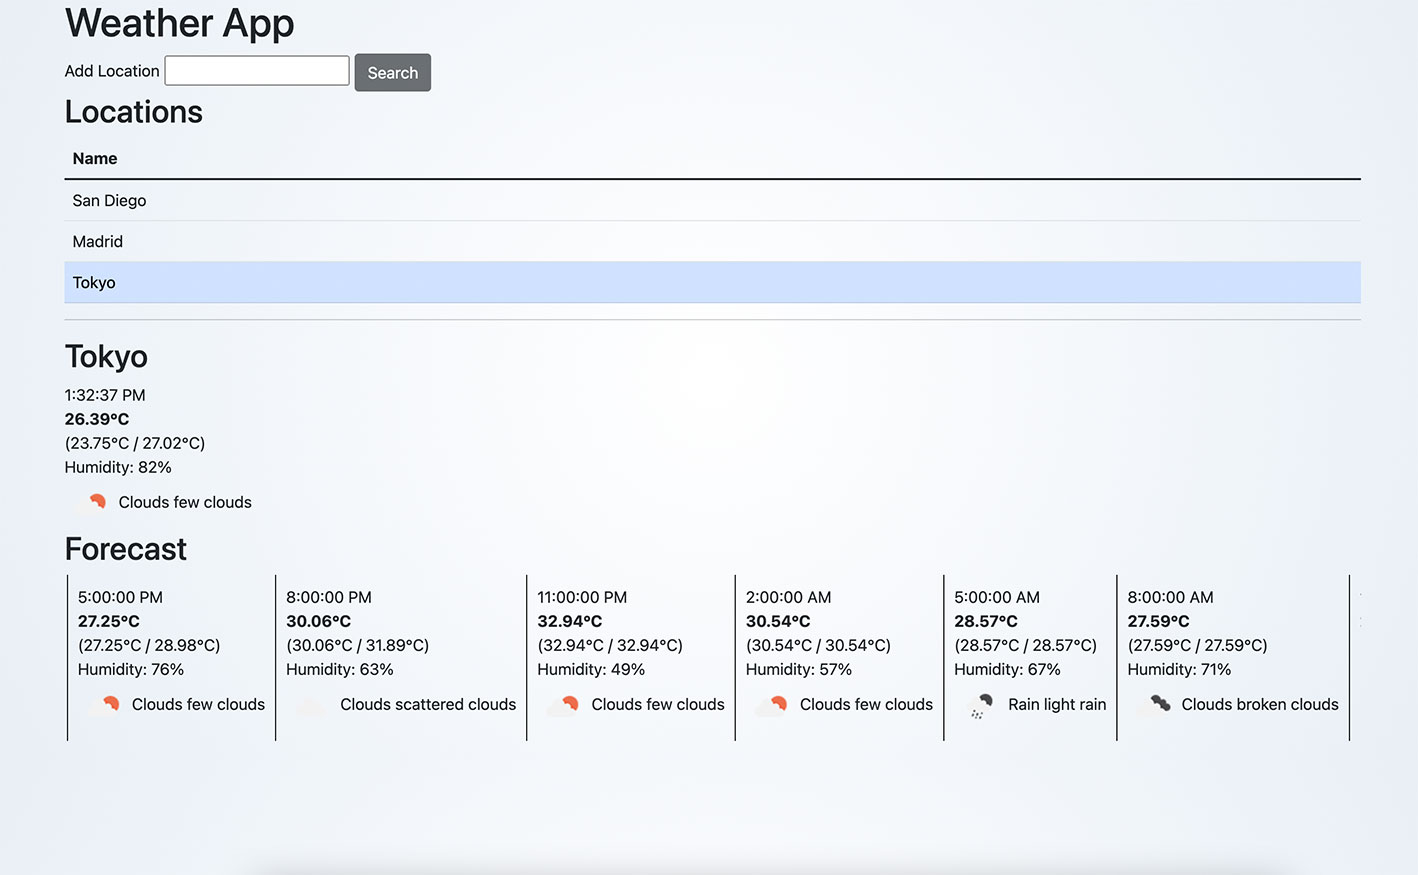 Weather App
Add Location Search
Locations
Name
San Diego
Madrid
Tokyo
Tokyo
1:32:37 PM
26.39°C
(23.75°C / 27.02°C)
Humidity: 82%
Clouds few clouds
Forecast
5:00:00 PM
27.25°C
(27.25°C / 28.98°C)
Humidity: 76%
Clouds few clouds
8:00:00 PM
30.06°C
(30.06°C / 31.89°C)
Humidity: 63%
Clouds scattered clouds
11:00:00 PM
32.94°C
(32.94°C / 32.94°C)
Humidity: 49%
Clouds few clouds
2:00:00 AM
30.54°C
(30.54°C / 30.54°C)
Humidity: 57%
Clouds few clouds
5:00:00 AM
28.57°C
(28.57°C / 28.57°C)
Humidity: 67%
Rain light rain
8:00:00 AM
27.59°C
(27.59°C / 27.59°C)
Humidity: 71%
Clouds broken clouds